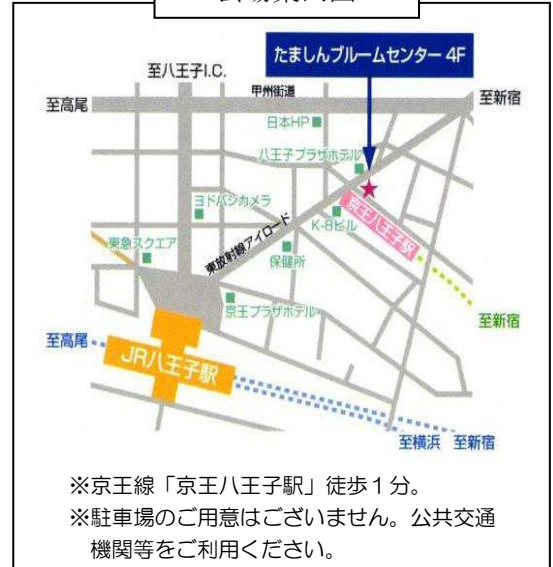 たましんブルームセンター 4F
至八王子I.C.
甲州街道
至高尾
至新宿
日本HP
八王子プラザホテル
ヨドバシカメラ
京王八王子駅
K-8ビル
東急スクエア
東放射線アイロード
保健所
京王プラザホテル
至新宿
至高尾
JR八王子駅
至横浜 至新宿
※京王線「京王八王子駅」徒歩１分。
※駐車場のご用意はございません。公共交通
機関等をご利用ください。